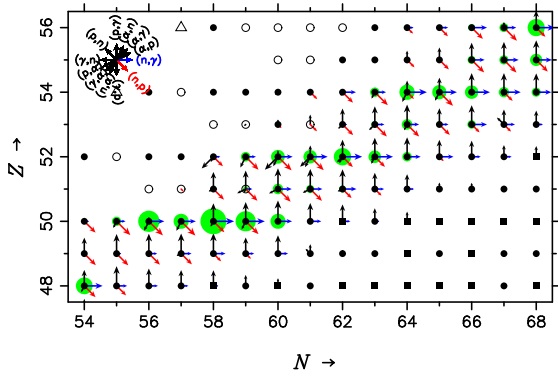 56
54
52
50
48
Z →
(p,n)
(p,γ)
(α,n)
(α,γ)
(α,p)
(γ,n)
(n,γ)
(p,α)
(n,p)
54
56
58
60
62
64
66
68
N →